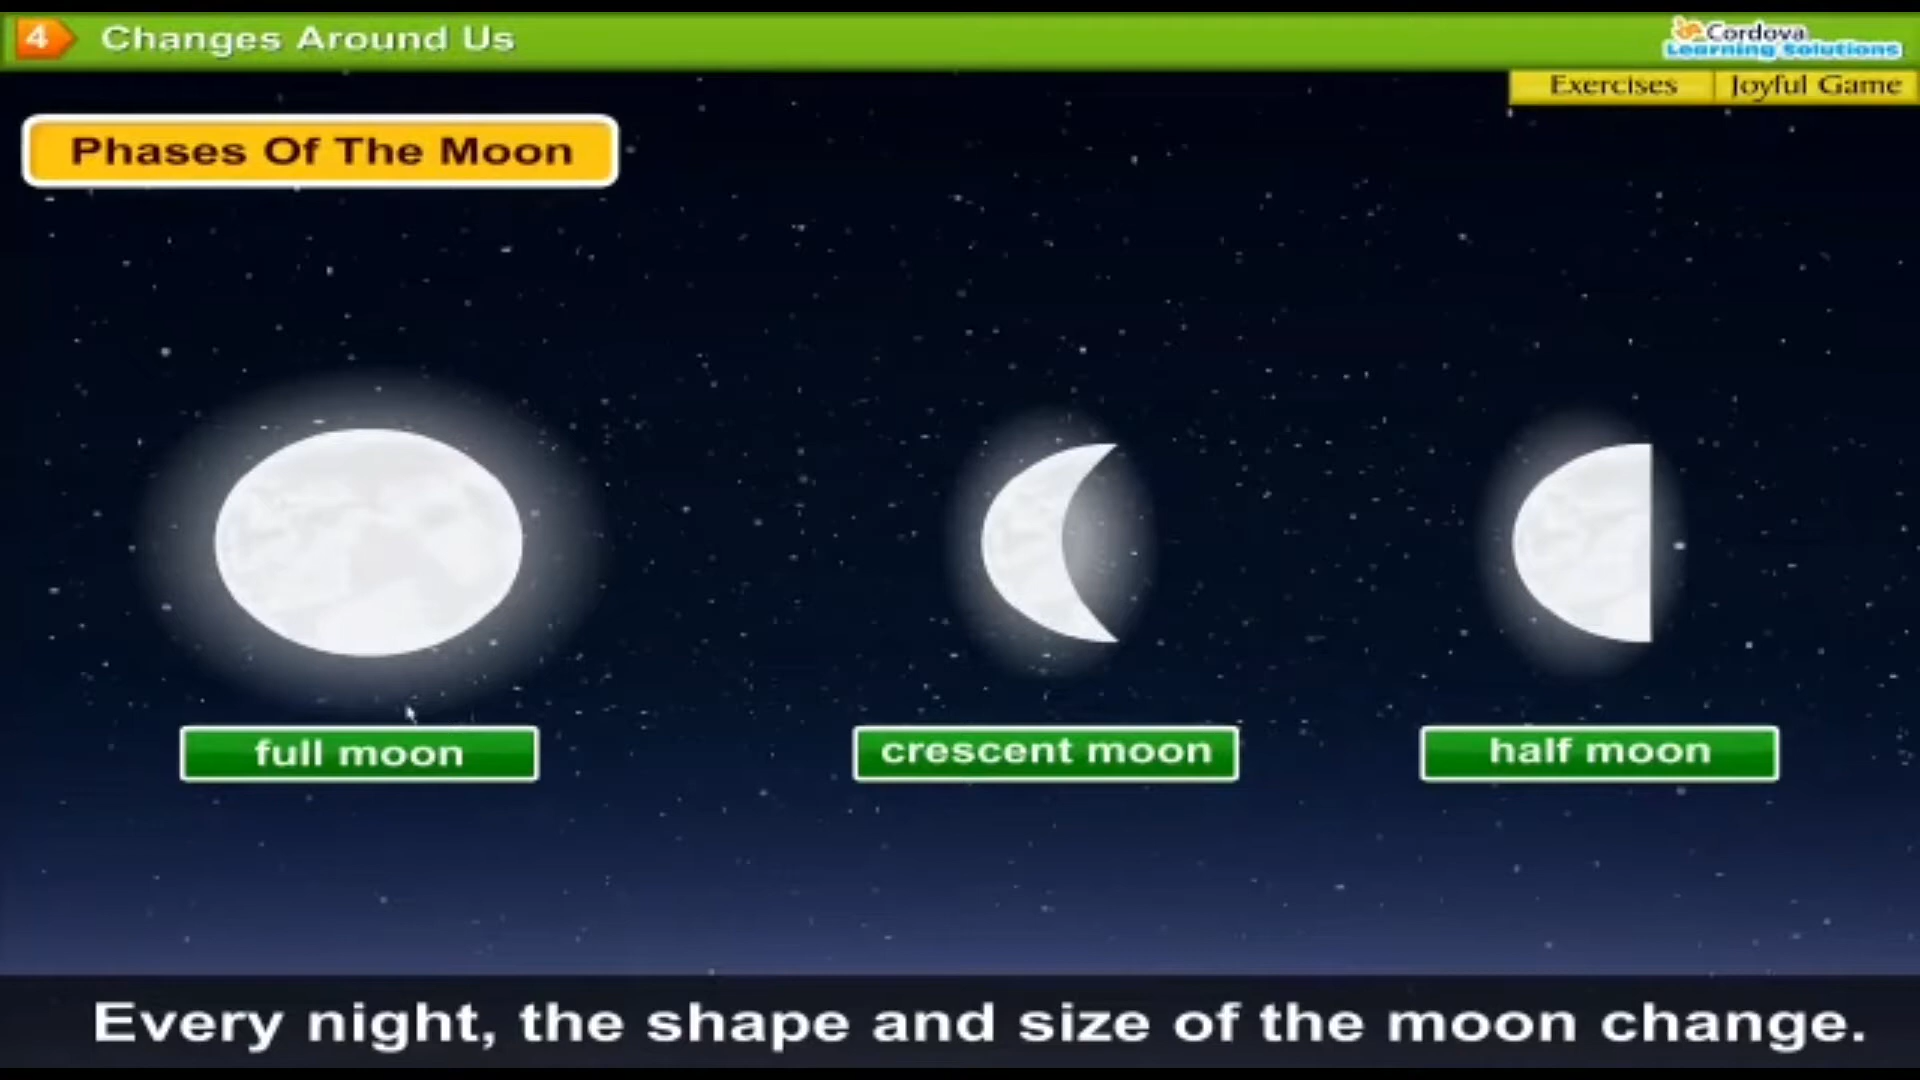 4 Changes Around Us
Cordova
Learning Solutions
Exercises Joyful Game
Phases Of The Moon
full moon crescent moon half moon
Every night, the shape and size of the moon change.